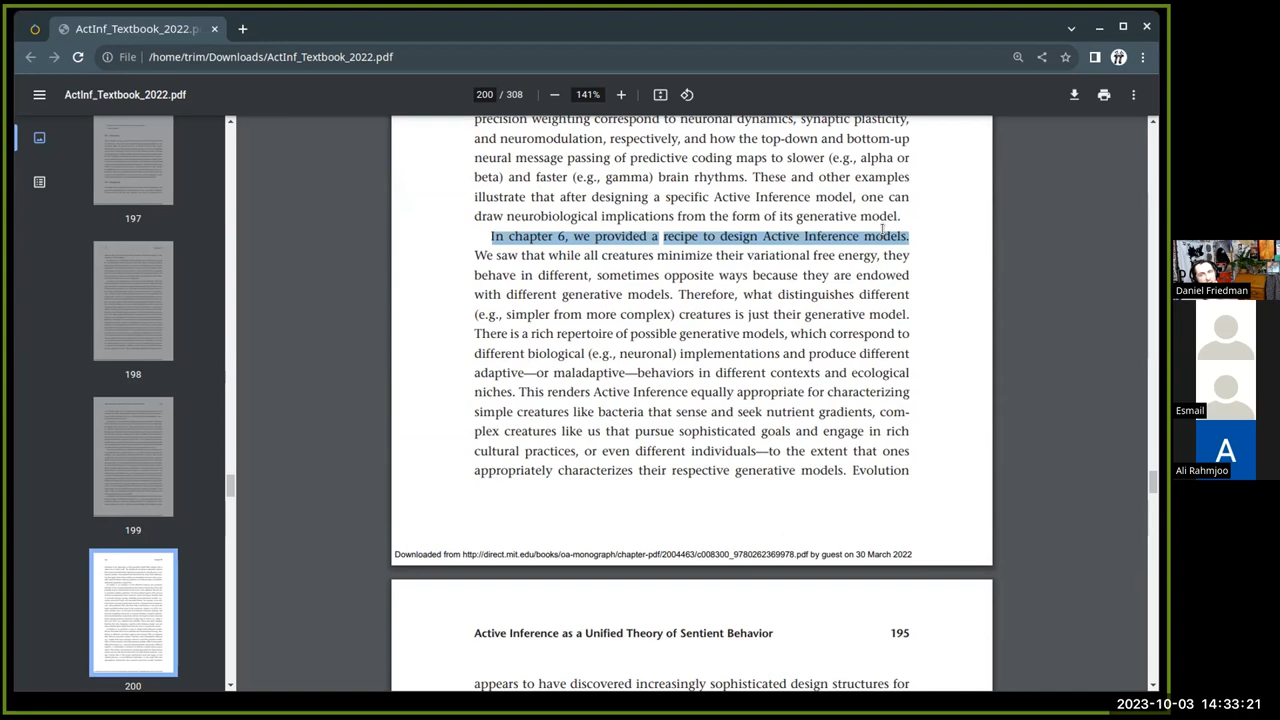 ActInf_Textbook_2022.p
File
/home/trim/Downloads/ActInf_Textbook_2022.pdf
ActInf_Textbook_2022.pdf
200 / 308
141%
197
198
199
200
precision weighting correspond to neuronal dynamics, synaptic plasticity,
and neuromodulation, respectively, and how the top-down and bottom-up
neural message passing of predictive coding maps to slower (e.g., alpha or
beta) and faster (e.g., gamma) brain rhythms. These and other examples
illustrate that after designing a specific Active Inference model, one can
draw neurobiological implications from the form of its generative model.
In chapter 6, we provided a recipe to design Active Inference models.
We saw that while all creatures minimize their variational free energy, they
behave in different, sometimes opposite ways because they are endowed
with different generative models. Therefore, what distinguishes different
(e.g., simpler from more complex) creatures is just their generative model.
There is a rich repertoire of possible generative models, which correspond to
different biological (e.g., neuronal) implementations and produce different
adaptive—or maladaptive—behaviors in different contexts and ecological
niches. This renders Active Inference equally appropriate for characterizing
simple creatures like bacteria that sense and seek nutrient gradients, com-
plex creatures like us that pursue sophisticated goals and engage in rich
cultural practices, or even different individuals—to the extent that ones
appropriately characterizes their respective generative models. Evolution
Downloaded from http://direct.mit.edu/books/oa-monograph/chapter-pdf/2004463/c008300_9780262369978.pdf by guest on 30 March 2022
Active Inference as a Unified Theory of Sentient Behavior
195
appears to have discovered increasingly sophisticated design structures for
Daniel Friedman
Esmail
A
Ali Rahmjoo
2023-10-03 14:33:21